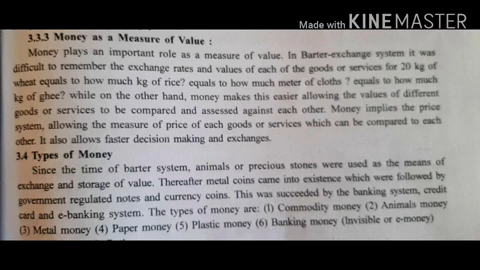 Made with KINEMASTER
3.3.3 Money as a Measure of Value :
Money plays an important role as a measure of value. In Barter-exchange system it was
difficult to remember the exchange rates and values of each of the goods or services for 20 kg of
wheat equals to how much kg of rice? equals to how much meter of cloths ? equals to how much
kg of ghee? while on the other hand, money makes this easier allowing the values of different
goods or services to be compared and assessed against each other. Money implies the price
system, allowing the measure of price of each goods or services which can be compared to each
other. It also allows faster decision making and exchanges.
3.4 Types of Money
Since the time of barter system, animals or precious stones were used as the means of
exchange and storage of value. Thereafter metal coins came into existence which were followed by
government regulated notes and currency coins. This was succeeded by the banking system, credit
card and e-banking system. The types of money are: (1) Commodity money (2) Animals money
(3) Metal money (4) Paper money (5) Plastic money (6) Banking money (Invisible or e-money)